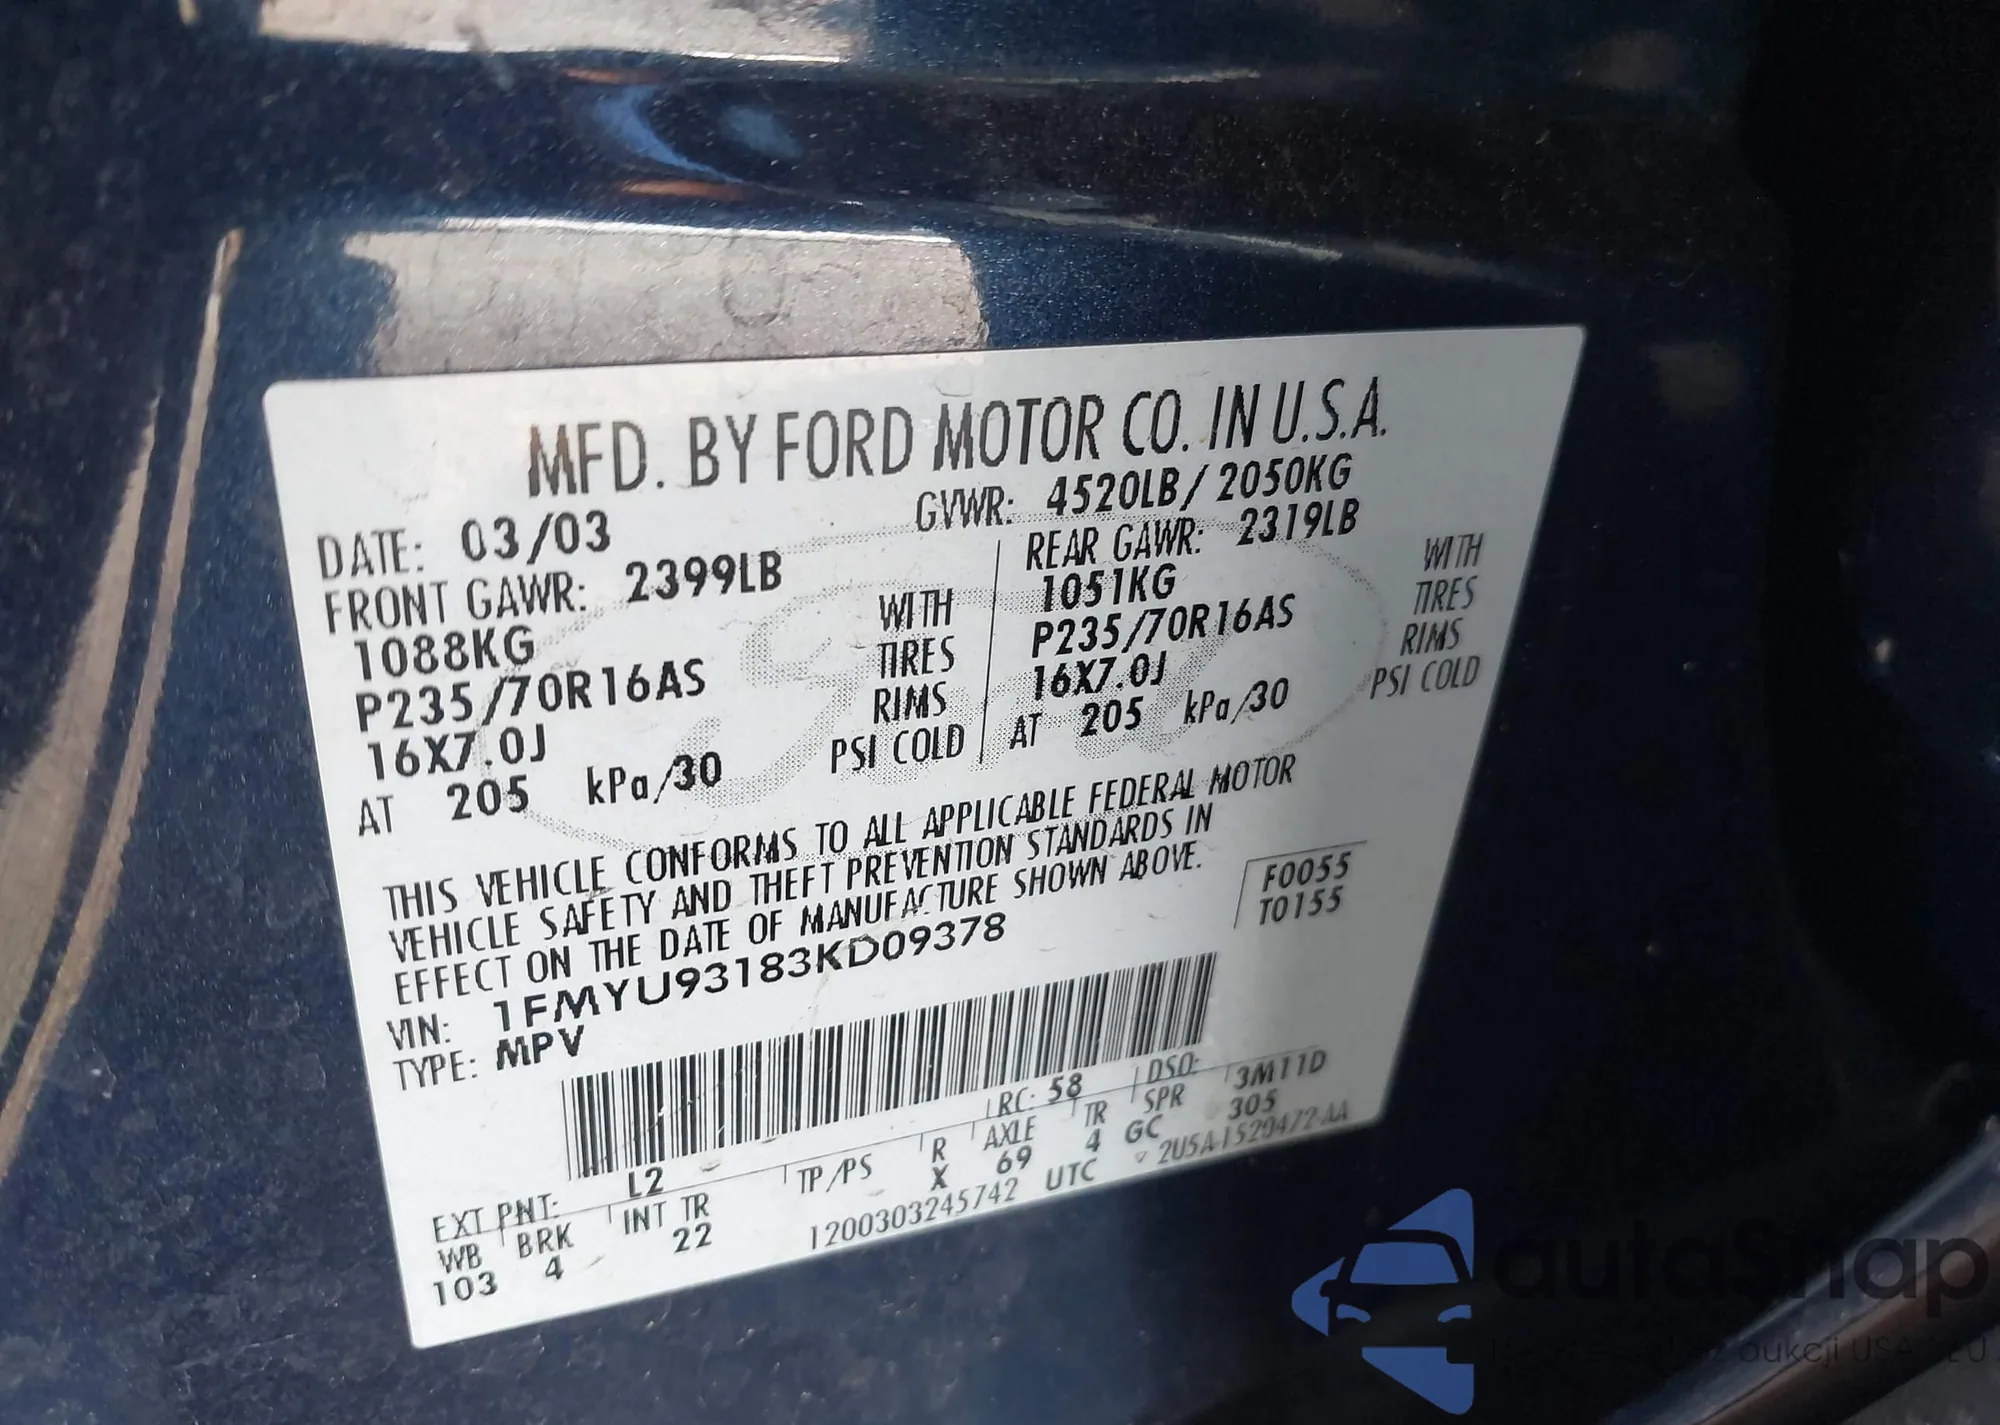 MFD. BY FORD MOTOR CO. IN U.S.A.
DATE: 03/03 GVWR: 4520LB/ 2050KG
FRONT GAWR: 2399LB REAR GAWR: 2319LB
1088KG WITH 1051KG WITH
P235/70R16AS TIRES P235/70R16AS TIRES
16X7.0J RIMS 16X7.0J RIMS
AT 205 kPa/30 PSI COLD AT 205 kPa/30 PSI COLD
THIS VEHICLE CONFORMS TO ALL APPLICABLE FEDERAL MOTOR
VEHICLE SAFETY AND THEFT PREVENTION STANDARDS IN
EFFECT ON THE DATE OF MANUFACTURE SHOWN ABOVE.
F0055
T0155
VIN: 1FMYU93183KD09378
TYPE: MPV
EXT PNT: L2 RC: 58 DSO: 3M11D
WB BRK INT TR TP/PS R AXLE TR SPR
103 4 22 X 69 4 GC 305
1200303245742 UTC 2U5A-1520472-AA
autaSnap
aukcji USA